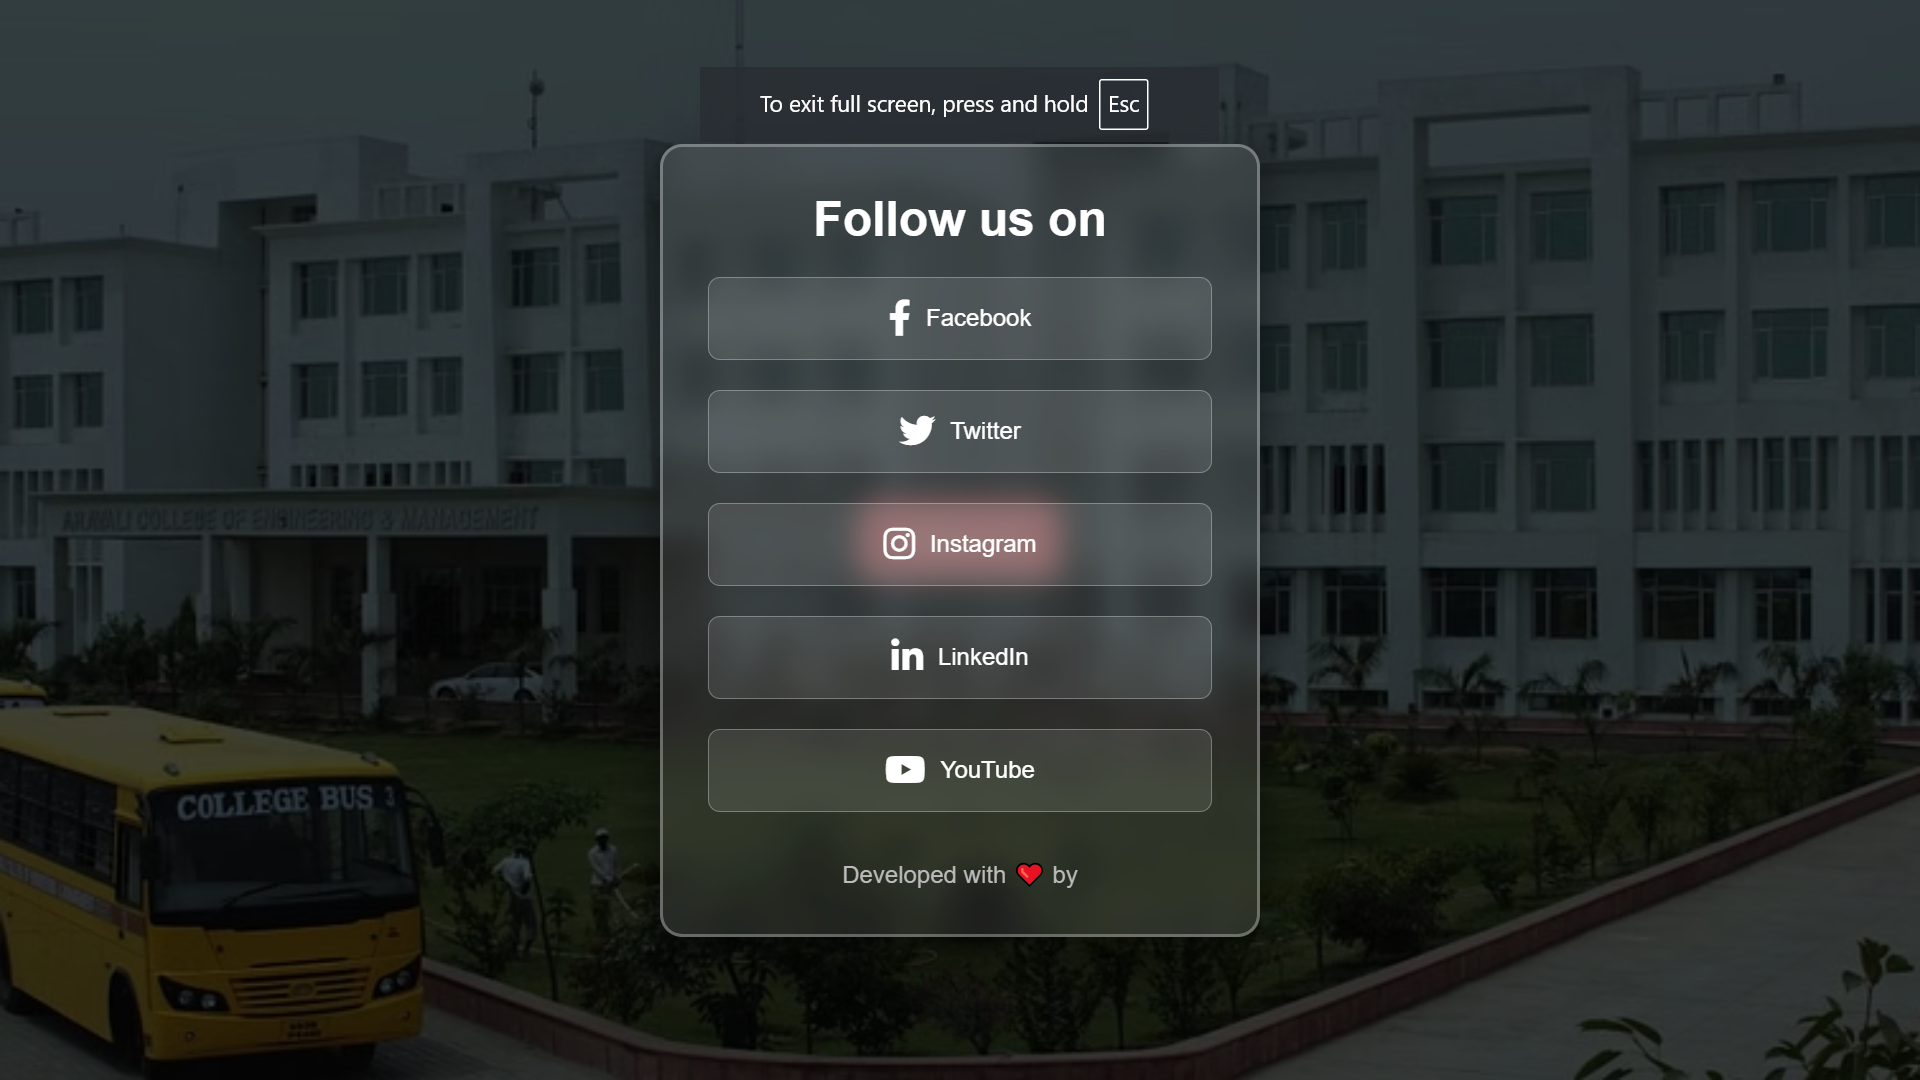 To exit full screen, press and hold Esc
Follow us on
Facebook
Twitter
ARAVALI COLLEGE OF ENGINEERING & MANAGEMENT
Instagram
LinkedIn
YouTube
COLLEGE BUS 3
Developed with ❤️ by